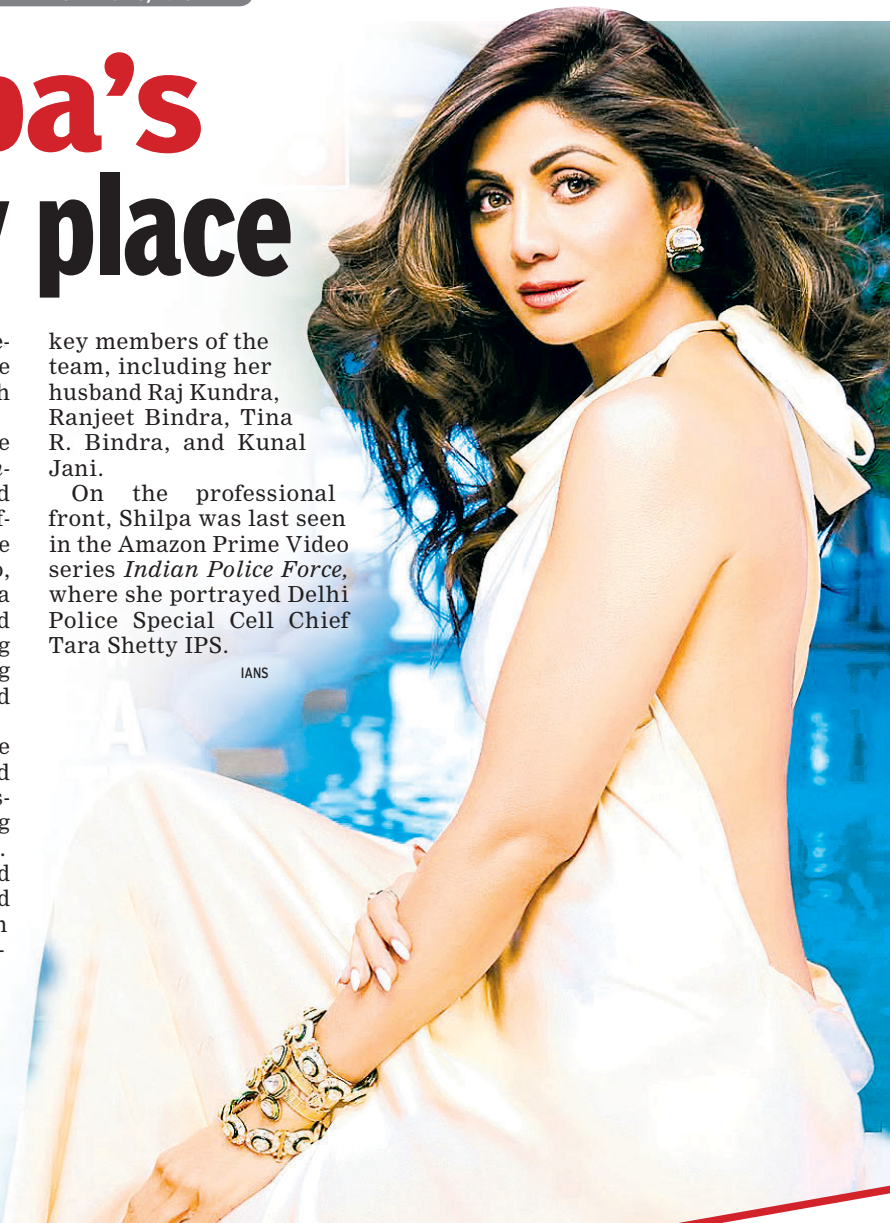 pa's
place
e-
e
h
e
n-
d
f-
e
o,
a
d
g
g
d
e
d
s-
g
.
d
d
n
-
key members of the
team, including her
husband Raj Kundra,
Ranjeet Bindra, Tina
R. Bindra, and Kunal
Jani.
On the professional
front, Shilpa was last seen
in the Amazon Prime Video
series Indian Police Force,
where she portrayed Delhi
Police Special Cell Chief
Tara Shetty IPS.
IANS
A